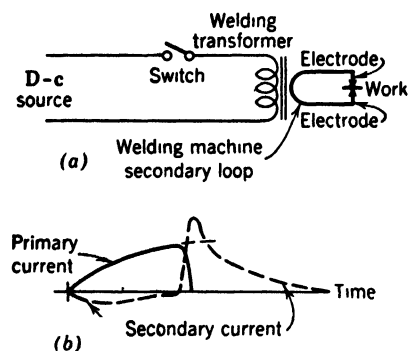 Welding
transformer
Electrode
D-c
source
Switch
Work
Electrode
(a)
Welding machine
secondary loop
Primary
current
Time
Secondary current
(b)